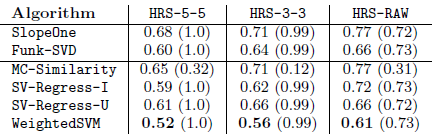 Algorithm HRS-5-5 HRS-3-3 HRS-RAW
SlopeOne 0.68 (1.0) 0.71 (0.99) 0.77 (0.72)
Funk-SVD 0.60 (1.0) 0.64 (0.99) 0.66 (0.73)
MC-Similarity 0.65 (0.32) 0.71 (0.12) 0.77 (0.31)
SV-Regress-I 0.59 (1.0) 0.62 (0.99) 0.72 (0.73)
SV-Regress-U 0.61 (1.0) 0.66 (0.99) 0.66 (0.72)
WeightedSVM 0.52 (1.0) 0.56 (0.99) 0.61 (0.73)